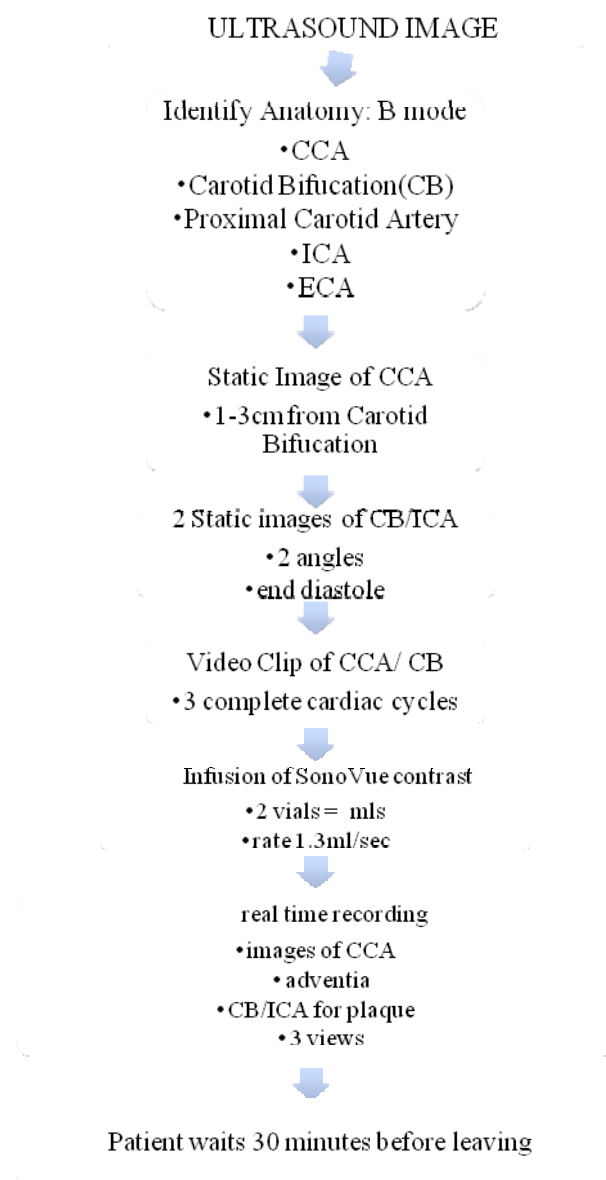 ULTRASOUND IMAGE
Identify Anatomy: B mode
•CCA
•Carotid Bifucation(CB)
•Proximal Carotid Artery
•ICA
•ECA
Static Image of CCA
•1-3cm from Carotid
Bifucation
2 Static images of CB/ICA
•2 angles
•end diastole
Video Clip of CCA/ CB
•3 complete cardiac cycles
Infusion of SonoVue contrast
•2 vials = mls
•rate 1.3ml/sec
real time recording
•images of CCA
•adventia
•CB/ICA for plaque
•3 views
Patient waits 30 minutes before leaving